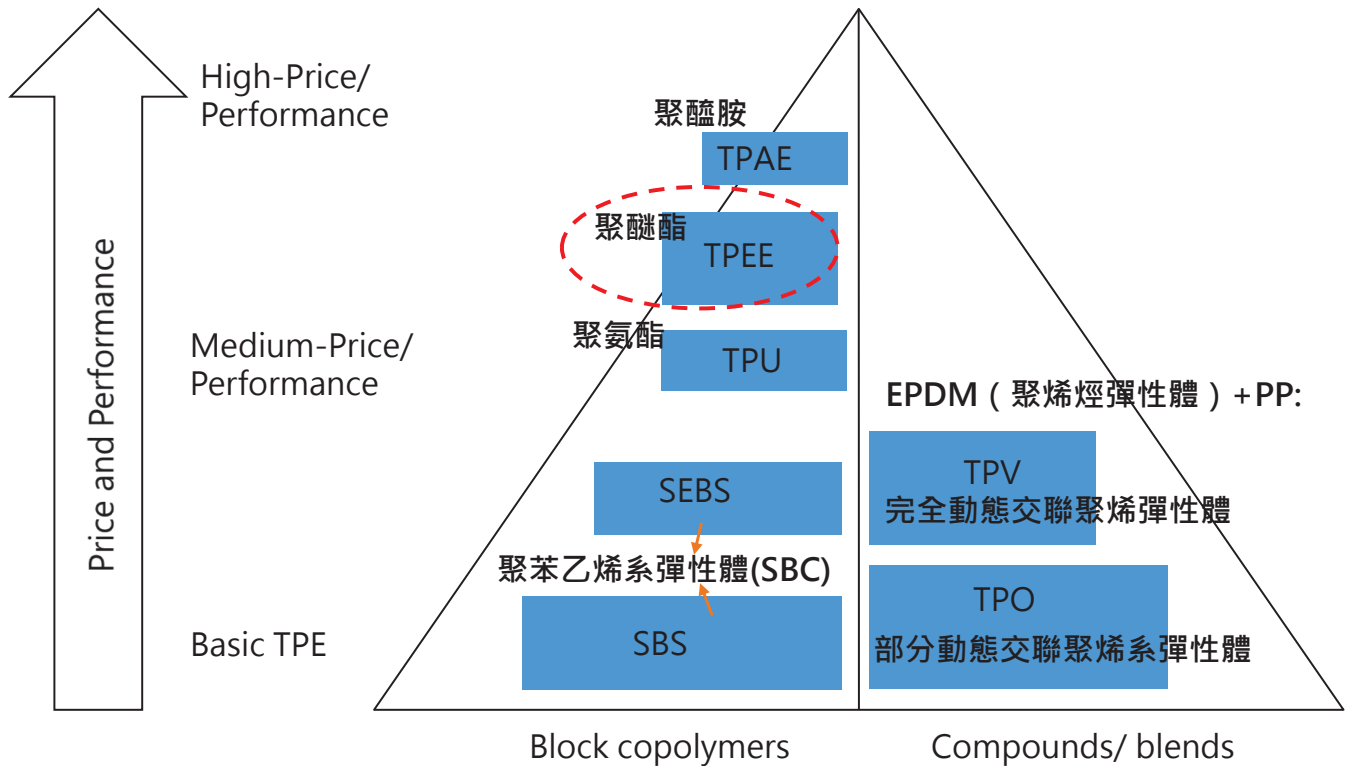 High-Price/
Performance
聚醯胺
TPAE
聚醚酯
TPEE
Price and Performance
Medium-Price/
Performance
聚氨酯
TPU
EPDM（聚烯烴彈性體）+PP:
SEBS
TPV
完全動態交聯聚烯彈性體
聚苯乙烯系彈性體(SBC)
Basic TPE
SBS
TPO
部分動態交聯聚烯系彈性體
Block copolymers
Compounds/ blends